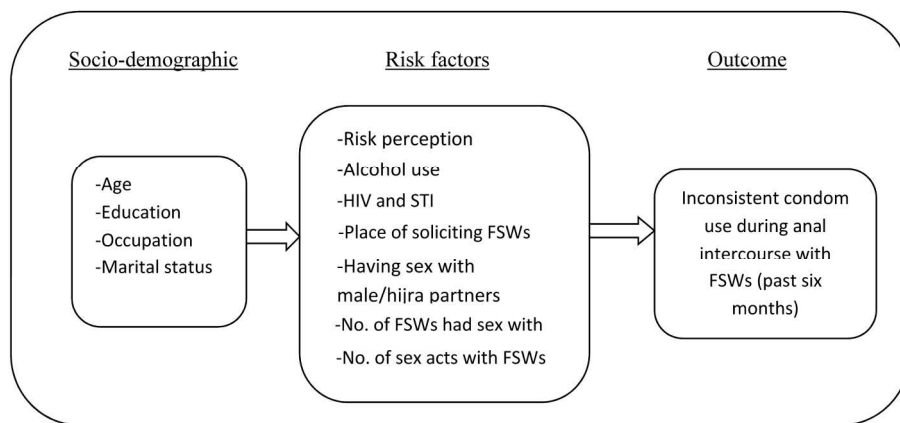 Socio-demographic
Risk factors
Outcome
-Age
-Education
-Occupation
-Marital status
-Risk perception
-Alcohol use
-HIV and STI
-Place of soliciting FSWs
-Having sex with
male/hijra partners
-No. of FSWs had sex with
-No. of sex acts with FSWs
Inconsistent condom
use during anal
intercourse with
FSWs (past six
months)